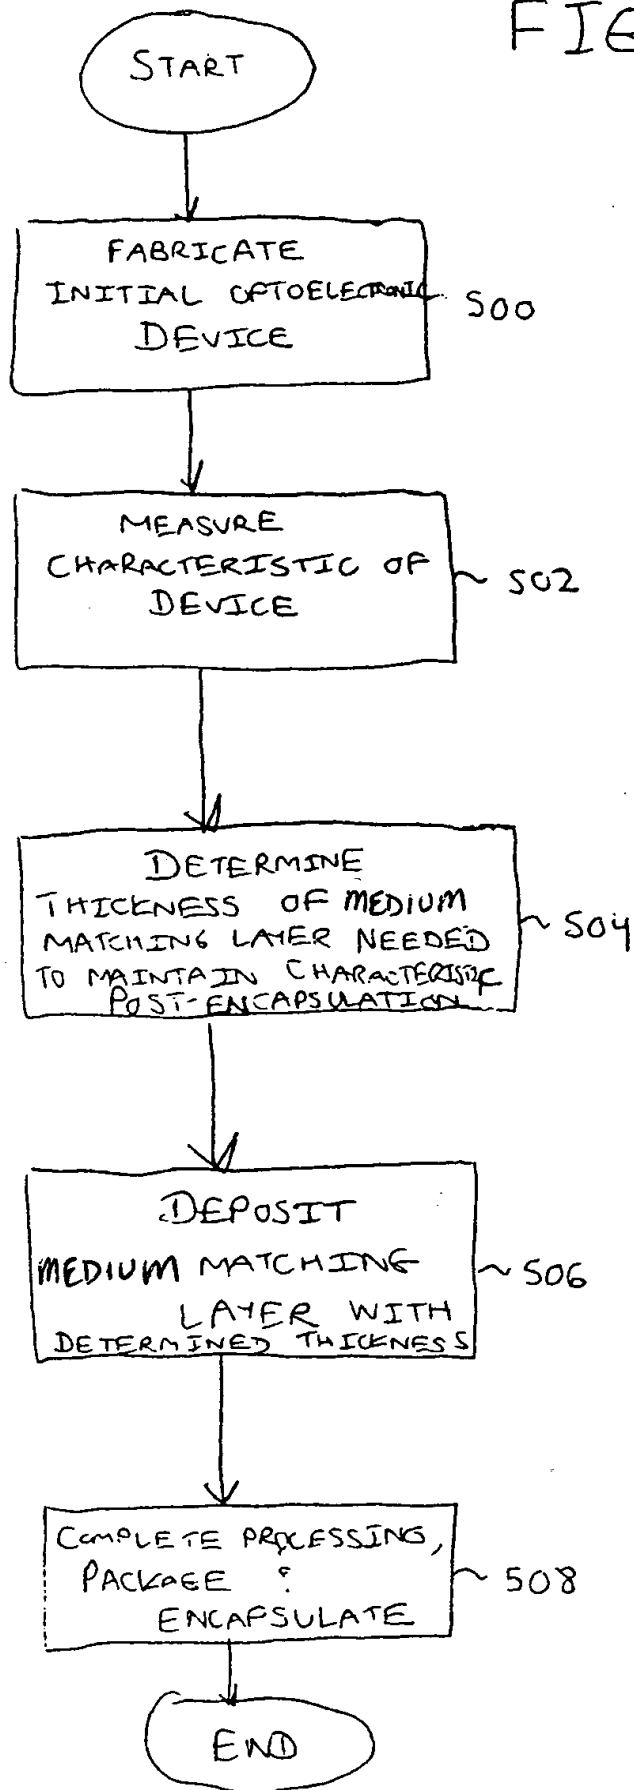 FIG
START
FABRICATE
INITIAL OPTOELECTRONIC
DEVICE
500
MEASURE
CHARACTERISTIC OF
DEVICE
502
DETERMINE
THICKNESS OF MEDIUM
MATCHING LAYER NEEDED
TO MAINTAIN CHARACTERISTIC
POST-ENCAPSULATION
504
DEPOSIT
MEDIUM MATCHING
LAYER WITH
DETERMINED THICKNESS
506
COMPLETE PROCESSING,
PACKAGE &
ENCAPSULATE
508
END